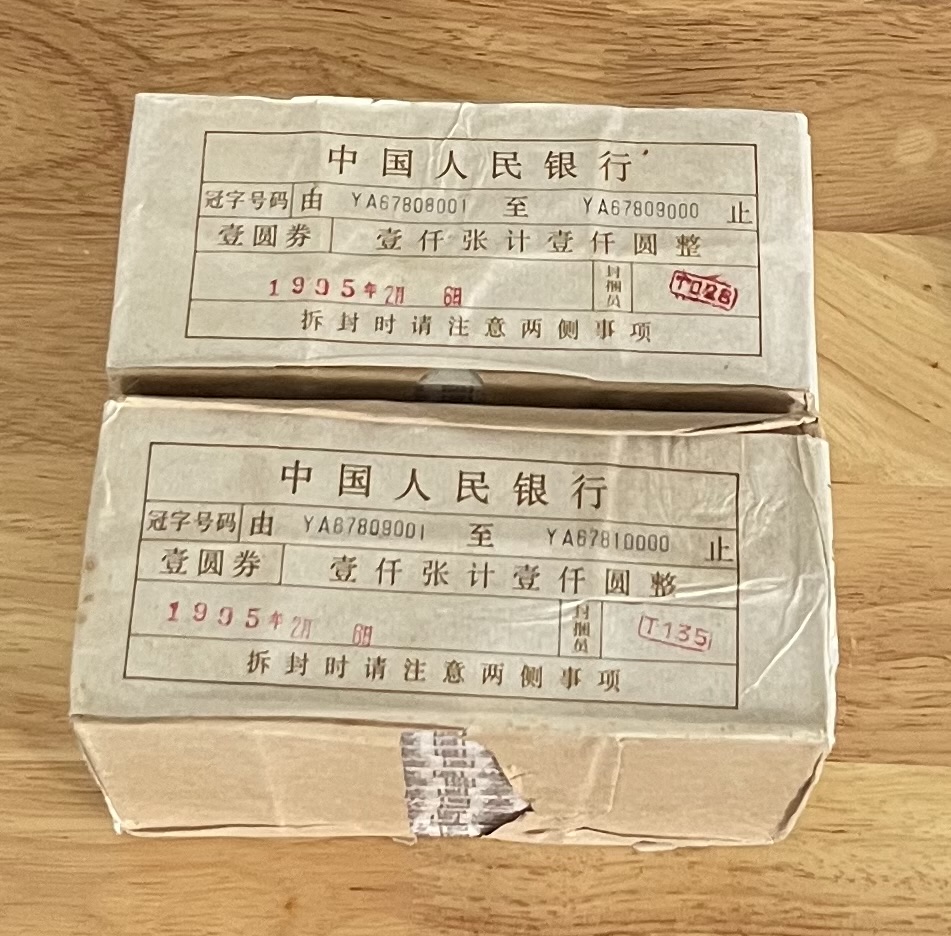 中国人民银行
冠字号码 由 YA67808001 至 YA67809000 止
壹圆券 壹仟张计壹仟圆整
1995年2月 6日 封捆员 T028
拆封时请注意两侧事项
中国人民银行
冠字号码 由 YA67809001 至 YA67810000 止
壹圆券 壹仟张计壹仟圆整
1995年2月 6日 封捆员 T135
拆封时请注意两侧事项